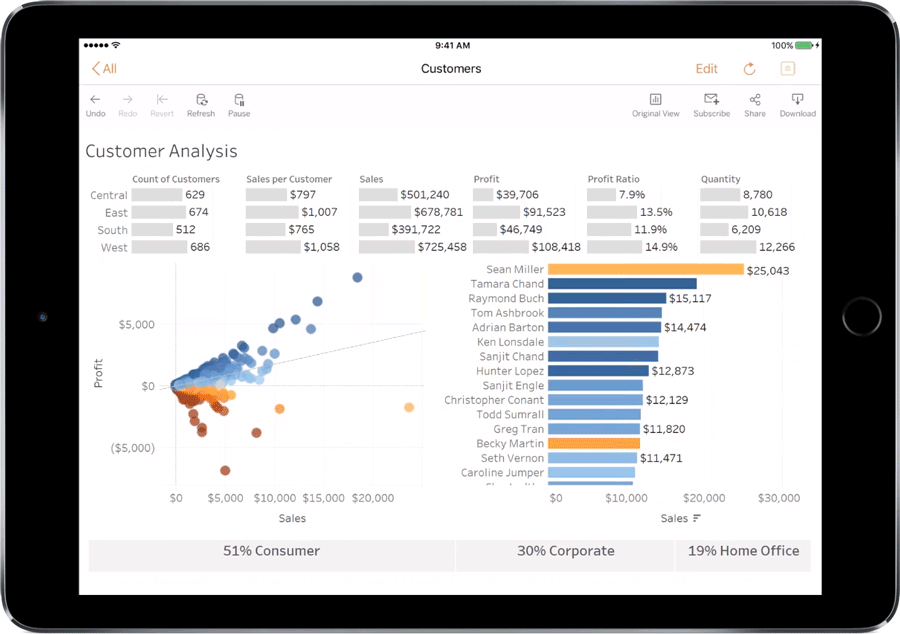 9:41 AM
100%
All
Customers
Edit
Undo
Redo
Revert
Refresh
Pause
Original View
Subscribe
Share
Download
Customer Analysis
Count of Customers Sales per Customer Sales Profit Profit Ratio Quantity
Central 629 $797 $501,240 $39,706 7.9% 8,780
East 674 $1,007 $678,781 $91,523 13.5% 10,618
South 512 $765 $391,722 $46,749 11.9% 6,209
West 686 $1,058 $725,458 $108,418 14.9% 12,266
Profit
$5,000
$0
($5,000)
$0 $5,000 $10,000 $15,000 $20,000
Sales
Sean Miller $25,043
Tamara Chand
Raymond Buch $15,117
Tom Ashbrook
Adrian Barton $14,474
Ken Lonsdale
Sanjit Chand
Hunter Lopez $12,873
Sanjit Engle
Christopher Conant $12,129
Todd Sumrall
Greg Tran $11,820
Becky Martin
Seth Vernon $11,471
Caroline Jumper
$0 $10,000 $20,000 $30,000
Sales
51% Consumer
30% Corporate
19% Home Office